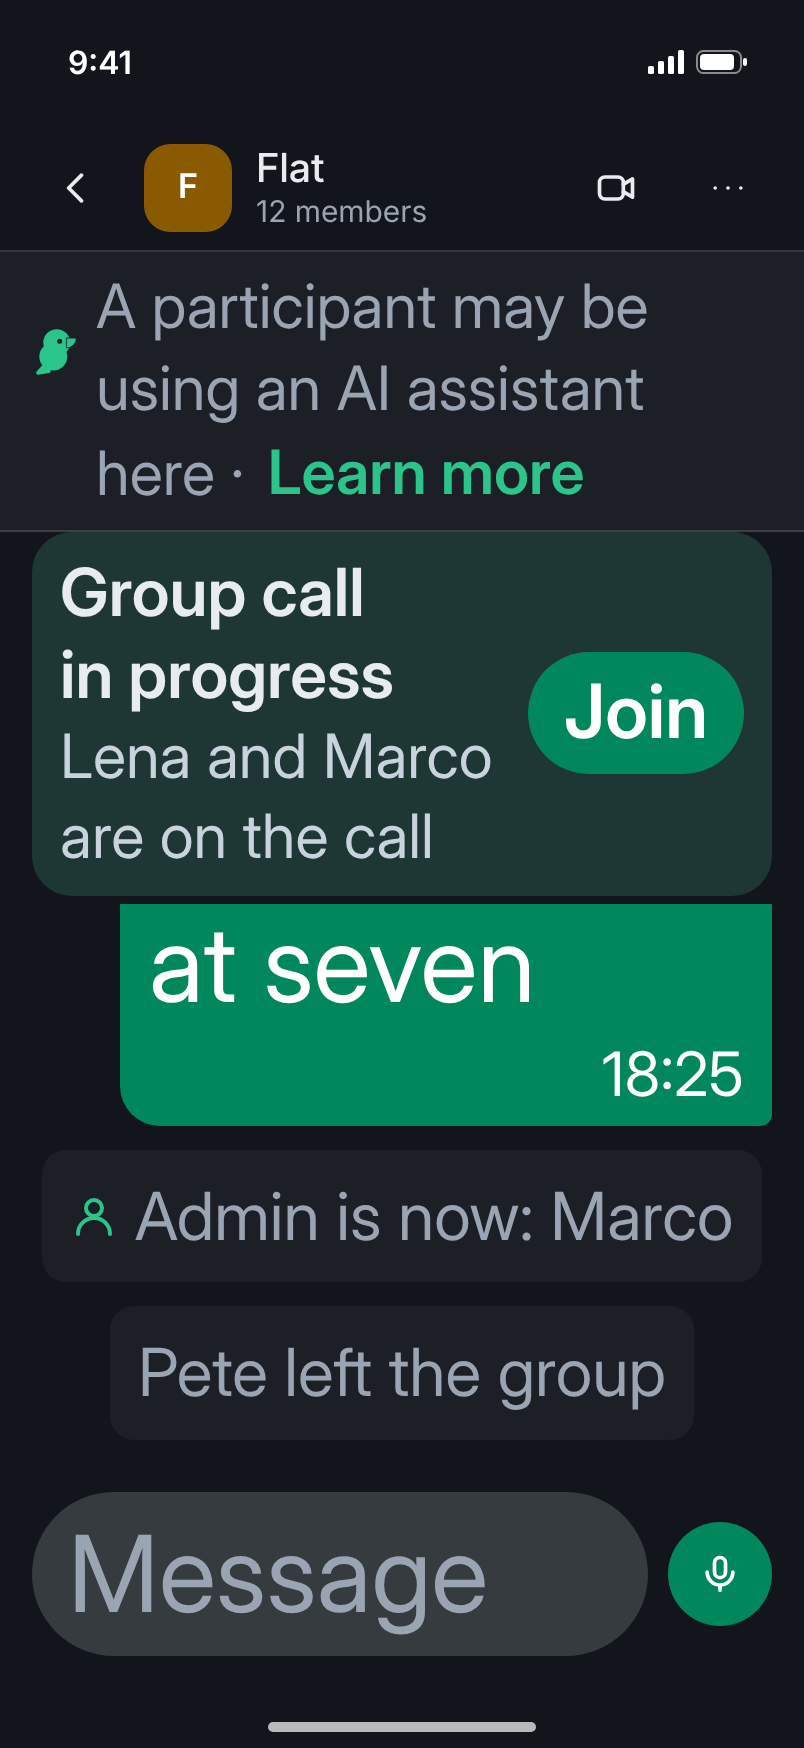 9:41
F
Flat
12 members
A participant may be
using an AI assistant
here · Learn more
Group call
in progress
Lena and Marco
are on the call
Join
at seven
18:25
Admin is now: Marco
Pete left the group
Message